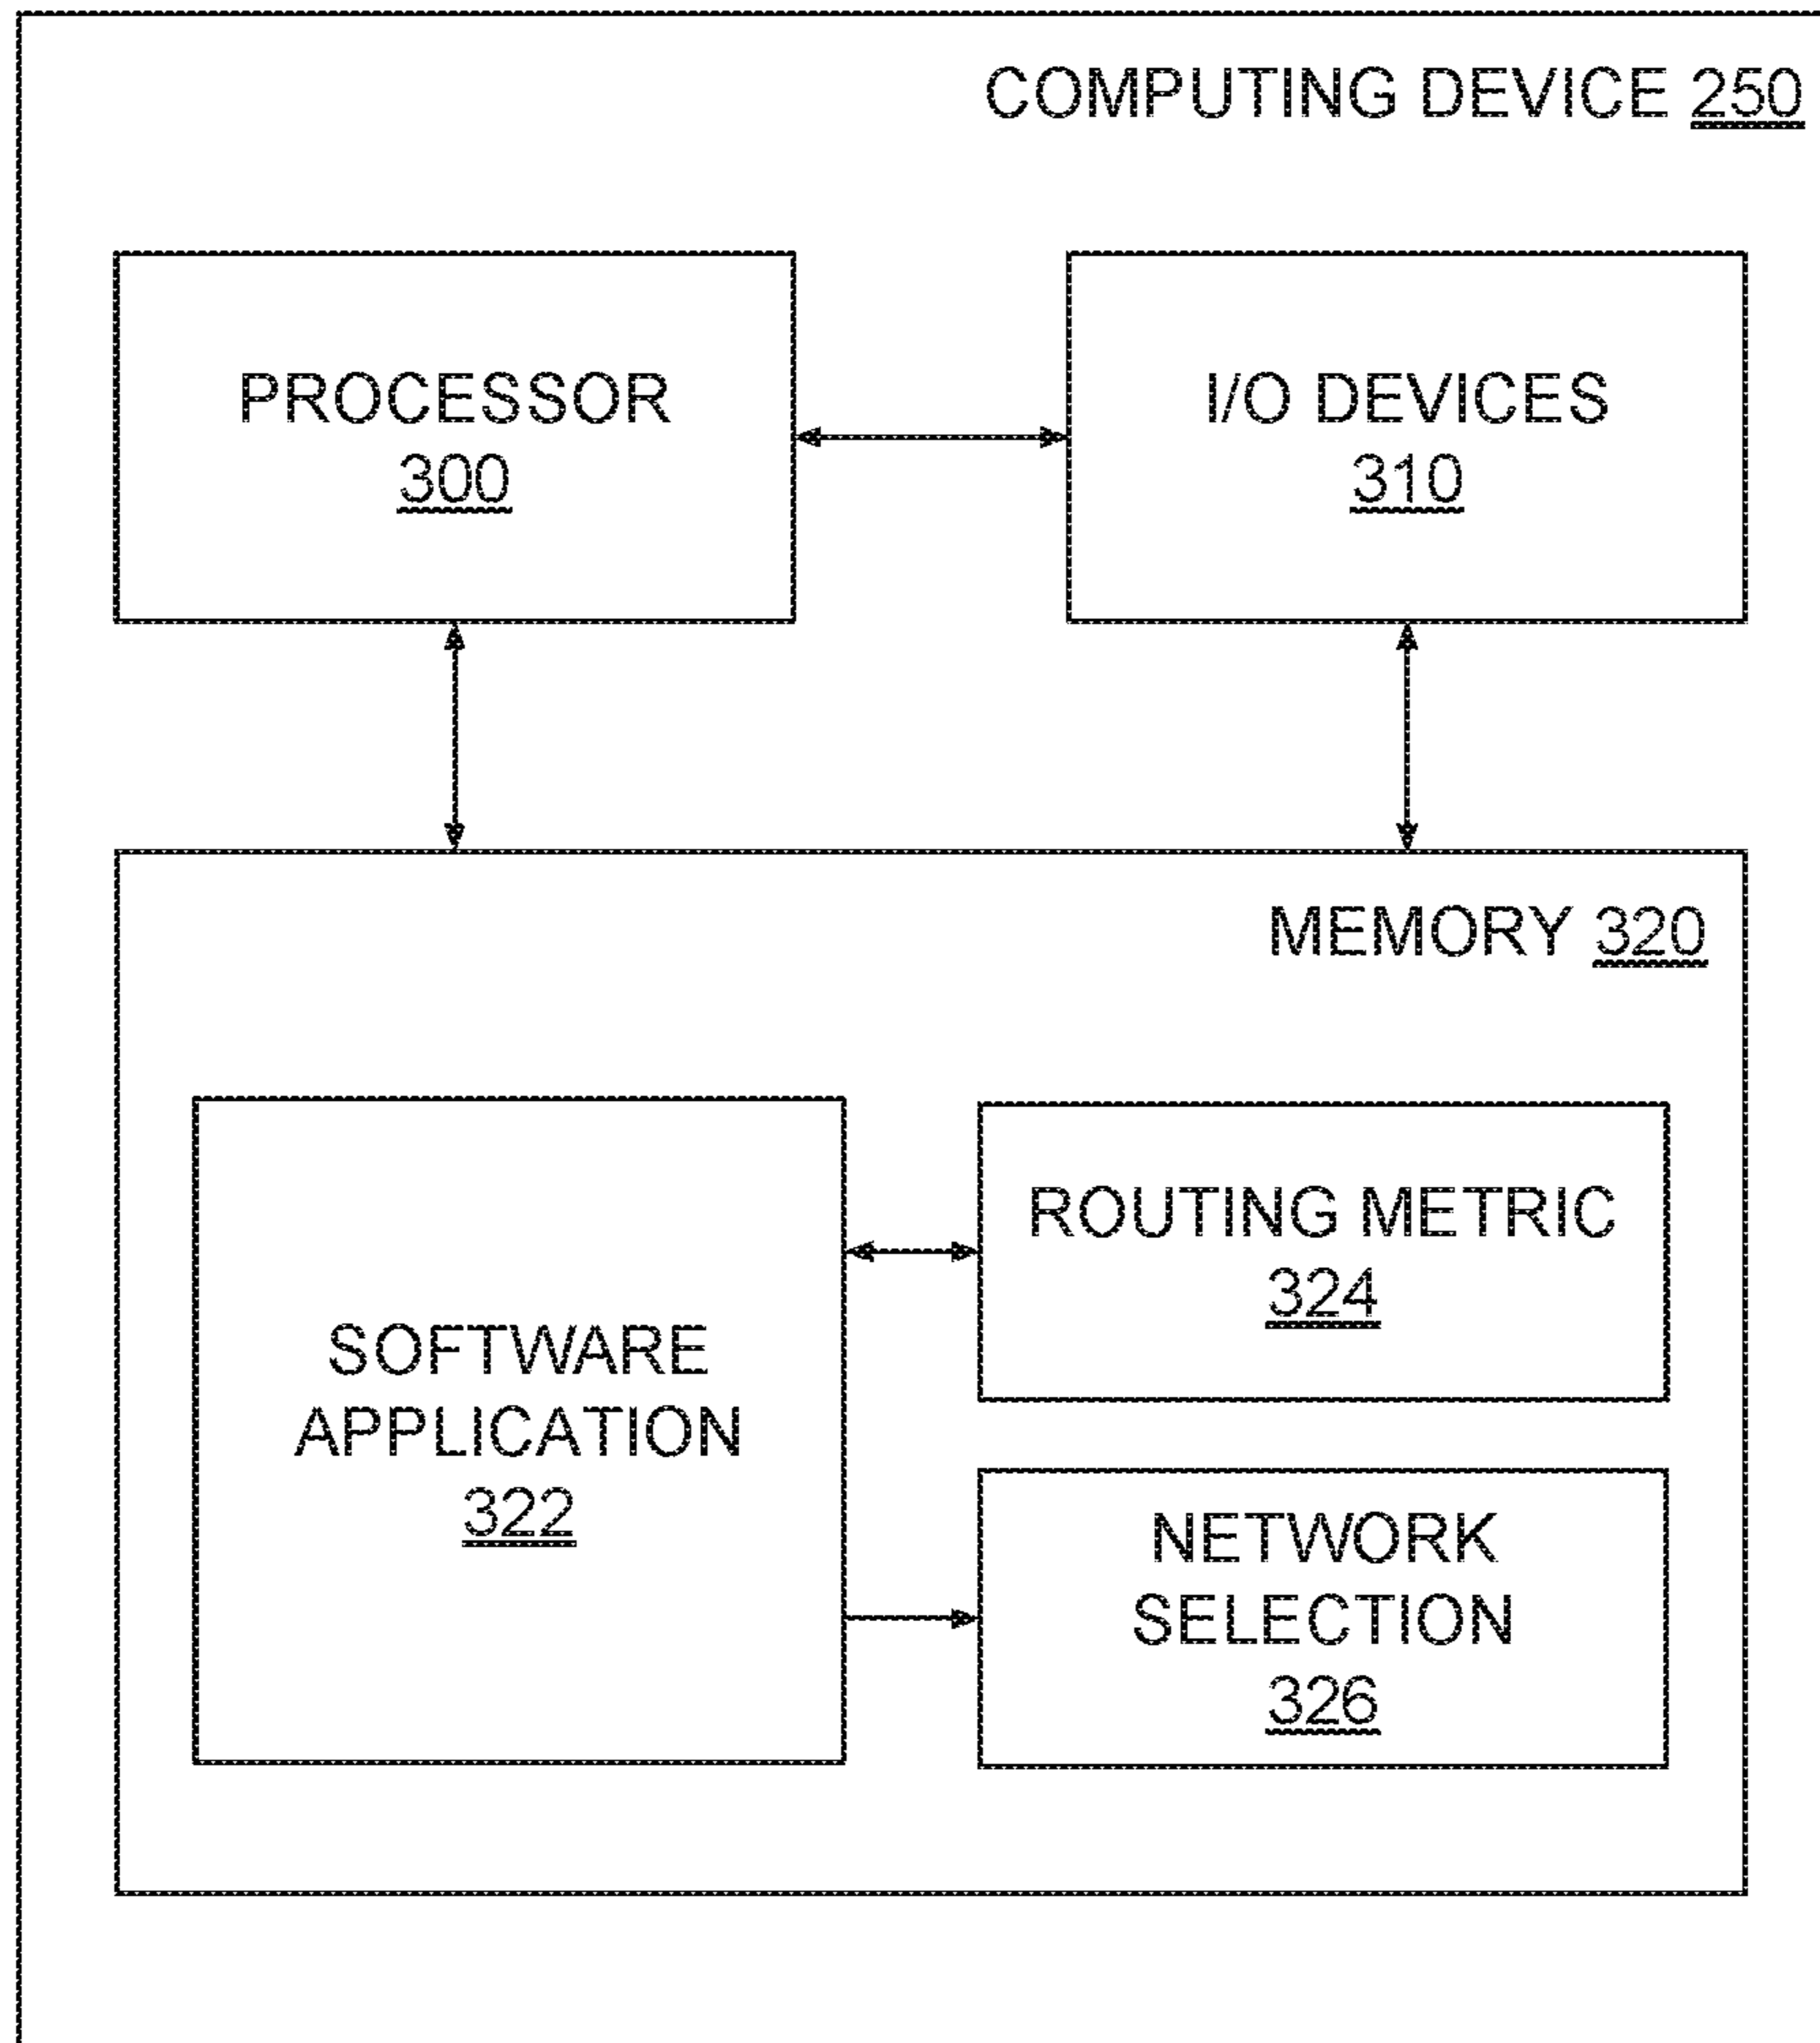 COMPUTING DEVICE 250
PROCESSOR
300
I/O DEVICES
310
MEMORY 320
SOFTWARE
APPLICATION
322
ROUTING METRIC
324
NETWORK
SELECTION
326